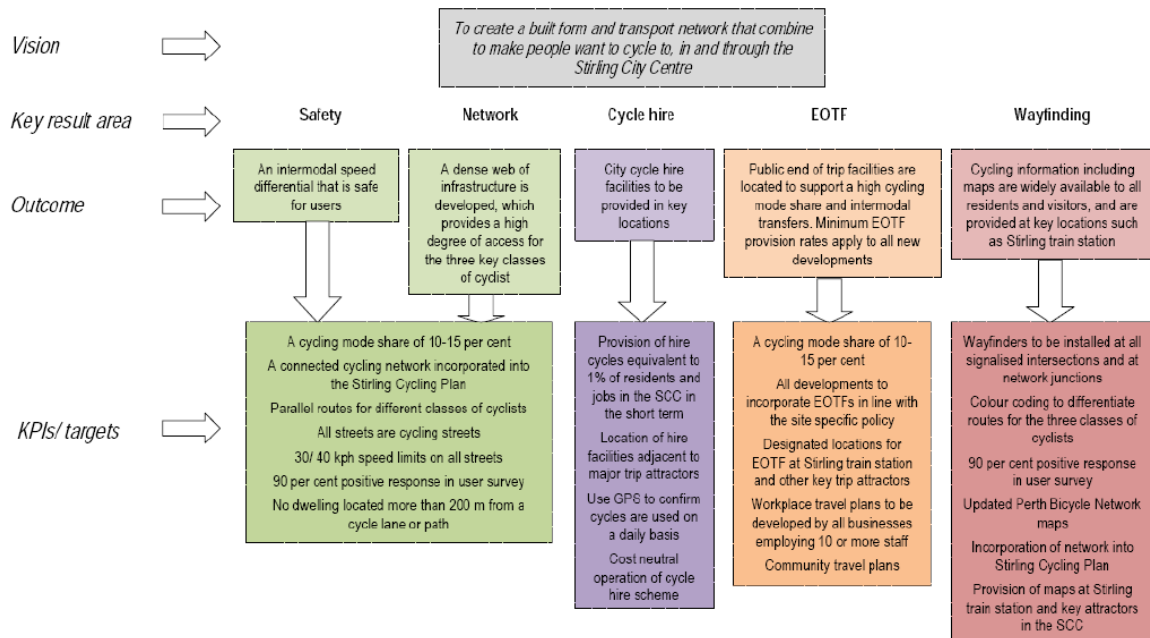 Vision
To create a built form and transport network that combine
to make people want to cycle to, in and through the
Stirling City Centre
Key result area
Safety
Network
Cycle hire
EOTF
Wayfinding
Outcome
An intermodal speed
differential that is safe
for users
A dense web of
infrastructure is
developed, which
provides a high
degree of access for
the three key classes
of cyclist
City cycle hire
facilities to be
provided in key
locations
Public end of trip facilities are
located to support a high cycling
mode share and intermodal
transfers. Minimum EOTF
provision rates apply to all new
developments
Cycling information including
maps are widely available to all
residents and visitors, and are
provided at key locations such
as Stirling train station
KPIs/ targets
A cycling mode share of 10-15 per cent
A connected cycling network incorporated into
the Stirling Cycling Plan
Parallel routes for different classes of cyclists
All streets are cycling streets
30/ 40 kph speed limits on all streets
90 per cent positive response in user survey
No dwelling located more than 200 m from a
cycle lane or path
Provision of hire
cycles equivalent to
1% of residents and
jobs in the SCC in
the short term
Location of hire
facilities adjacent to
major trip attractors
Use GPS to confirm
cycles are used on
a daily basis
Cost neutral
operation of cycle
hire scheme
A cycling mode share of 10-
15 per cent
All developments to
incorporate EOTFs in line with
the site specific policy
Designated locations for
EOTF at Stirling train station
and other key trip attractors
Workplace travel plans to be
developed by all businesses
employing 10 or more staff
Community travel plans
Wayfinders to be installed at all
signalised intersections and at
network junctions
Colour coding to differentiate
routes for the three classes of
cyclists
90 per cent positive response in
user survey
Updated Perth Bicycle Network
maps
Incorporation of network into
Stirling Cycling Plan
Provision of maps at Stirling
train station and key attractors
in the SCC